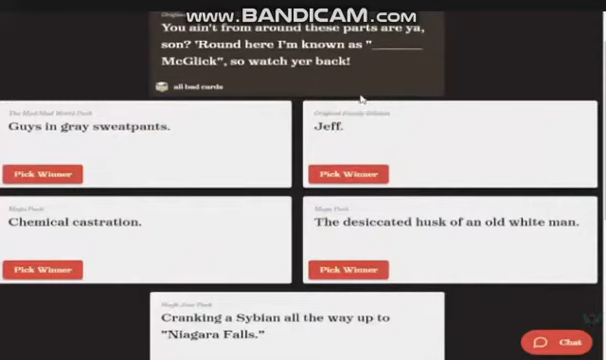 www.BANDICAM.com
You ain't from around these parts are ya,
son? 'Round here I'm known as "________
McGlick", so watch yer back!
all bad cards
Guys in gray sweatpants.
Pick Winner
Jeff.
Pick Winner
Chemical castration.
Pick Winner
The desiccated husk of an old white man.
Pick Winner
Cranking a Sybian all the way up to
"Niagara Falls."
Chat